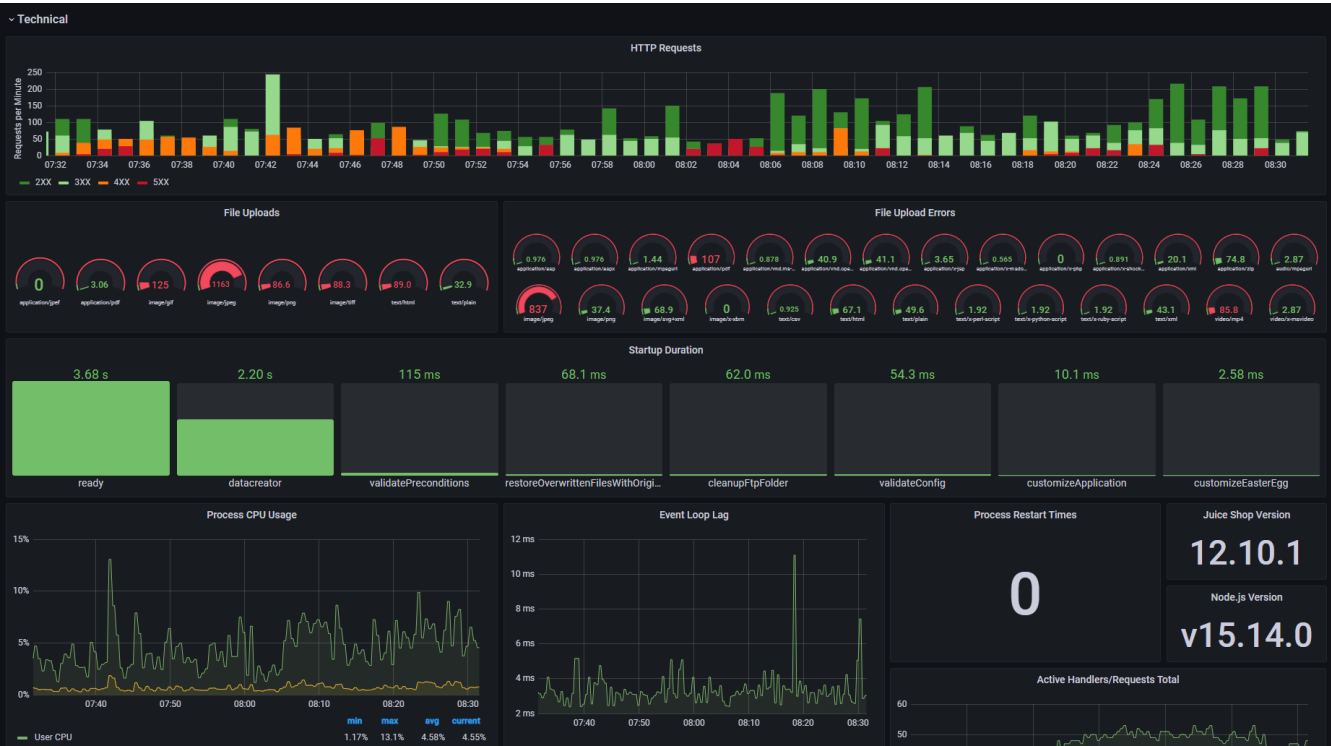 Technical
HTTP Requests
Requests per Minute
250
200
150
100
50
0
07:32 07:34 07:36 07:38 07:40 07:42 07:44 07:46 07:48 07:50 07:52 07:54 07:56 07:58 08:00 08:02 08:04 08:06 08:08 08:10 08:12 08:14 08:16 08:18 08:20 08:22 08:24 08:26 08:28 08:30
2XX 3XX 4XX 5XX
File Uploads
0 3.06 125 1163 86.6 88.3 89.0 32.9
application/jpef application/pdf image/gif image/jpeg image/png image/tiff text/html text/plain
File Upload Errors
0.976 0.976 1.44 107 0.878 40.9 41.1 3.65 0.565 0 0.891 20.1 74.8 2.87
application/asp application/aspx application/mpegurl application/pdf application/vnd.ms-... application/vnd.ope... application/vnd.ope... application/x-jsp application/x-msdo... application/x-php application/x-shock... application/xml application/zip audio/mpegurl
837 37.4 68.9 0 0.925 67.1 49.6 1.92 1.92 1.92 43.1 85.8 2.87
image/jpeg image/png image/svg+xml image/x-xbm text/csv text/html text/plain text/x-perl-script text/x-python-script text/x-ruby-script text/xml video/mp4 video/x-msvideo
Startup Duration
3.68 s 2.20 s 115 ms 68.1 ms 62.0 ms 54.3 ms 10.1 ms 2.58 ms
ready datacreator validatePreconditions restoreOverwrittenFilesWithOrigi... cleanupFtpFolder validateConfig customizeApplication customizeEasterEgg
Process CPU Usage
15%
10%
5%
0%
07:40 07:50 08:00 08:10 08:20 08:30
min max avg current
User CPU 1.17% 13.1% 4.58% 4.55%
Event Loop Lag
12 ms
10 ms
8 ms
6 ms
4 ms
2 ms
07:40 07:50 08:00 08:10 08:20 08:30
Process Restart Times
0
Juice Shop Version
12.10.1
Node.js Version
v15.14.0
Active Handlers/Requests Total
60
50